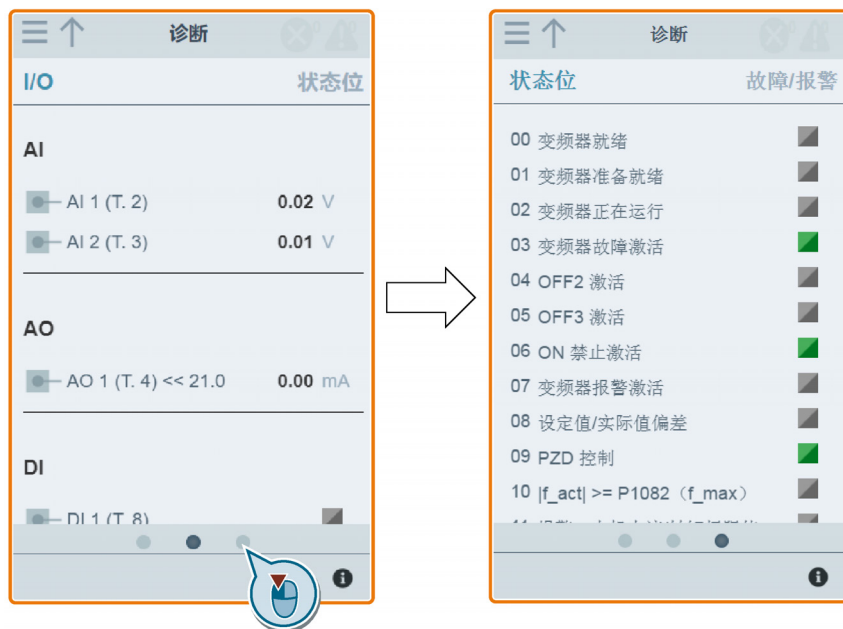 诊断
I/O 状态位
AI
AI 1 (T. 2) 0.02 V
AI 2 (T. 3) 0.01 V
AO
AO 1 (T. 4) << 21.0 0.00 mA
DI
DI 1 (T. 8)
诊断
状态位 故障/报警
00 变频器就绪
01 变频器准备就绪
02 变频器正在运行
03 变频器故障激活
04 OFF2 激活
05 OFF3 激活
06 ON 禁止激活
07 变频器报警激活
08 设定值/实际值偏差
09 PZD 控制
10 |f_act| >= P1082（f_max）